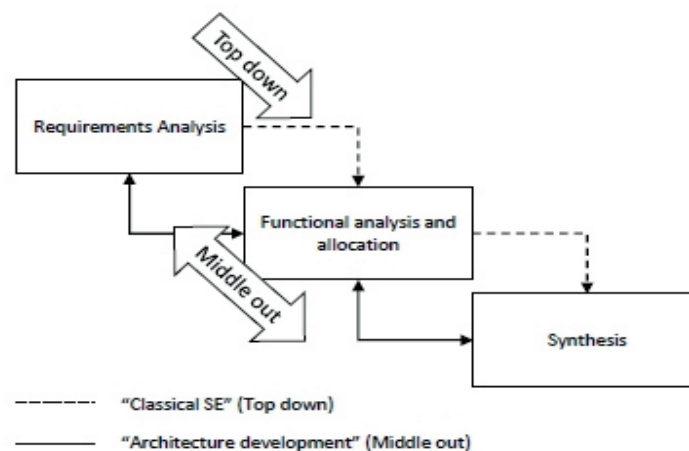 Top down
Requirements Analysis
Functional analysis and
allocation
Middle out
Synthesis
"Classical SE" (Top down)
"Architecture development" (Middle out)